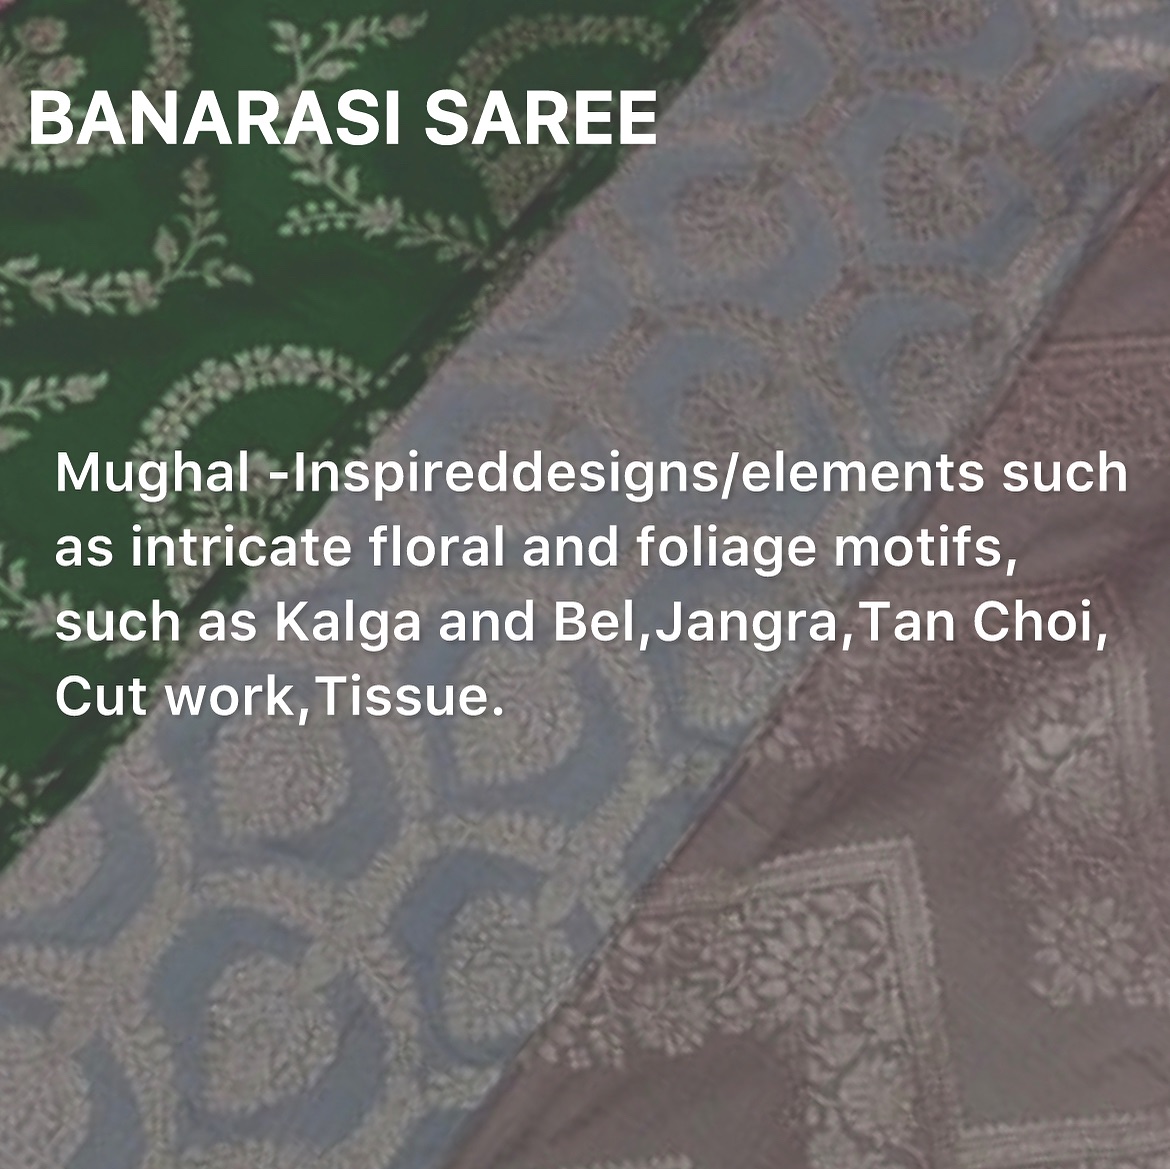 BANARASI SAREE
Mughal -Inspireddesigns/elements such
as intricate floral and foliage motifs,
such as Kalga and Bel,Jangra,Tan Choi,
Cut work,Tissue.